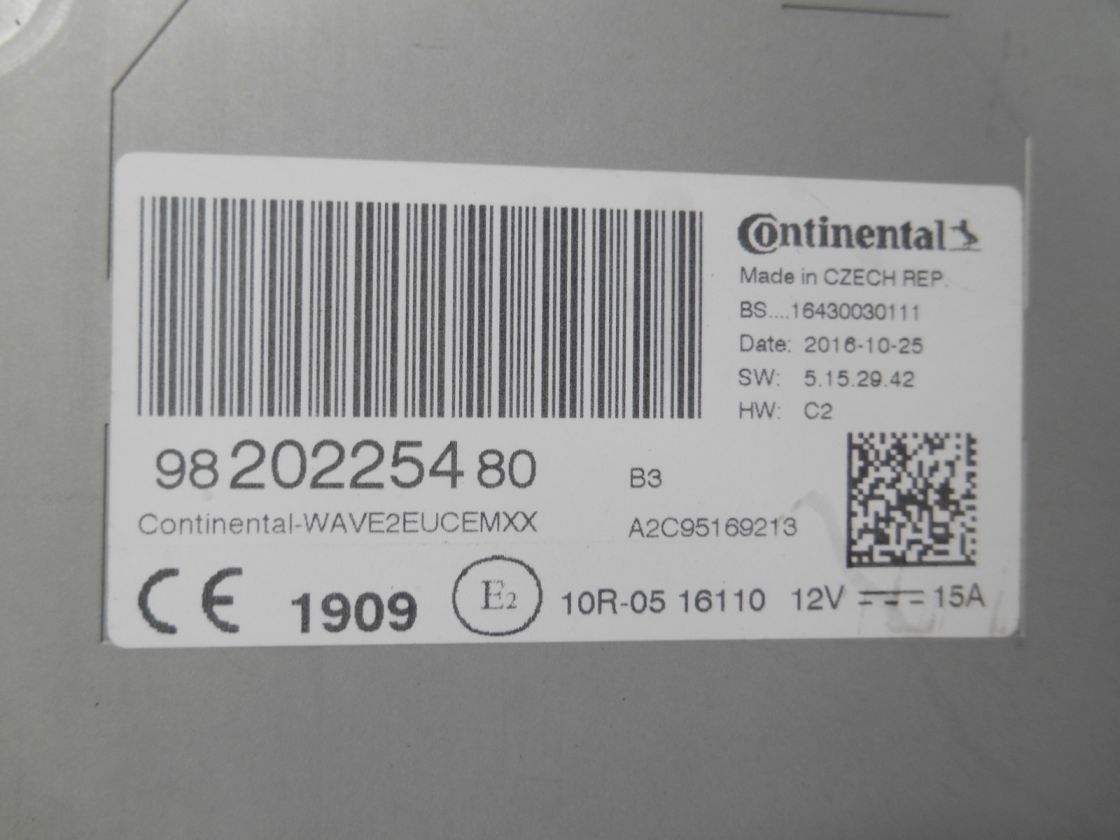 Continental
Made in CZECH REP.
BS....16430030111
Date: 2016-10-25
SW: 5.15.29.42
HW: C2
98 202254 80 B3
Continental-WAVE2EUCEMXX A2C95169213
CE 1909 E2 10R-05 16110 12V 15A